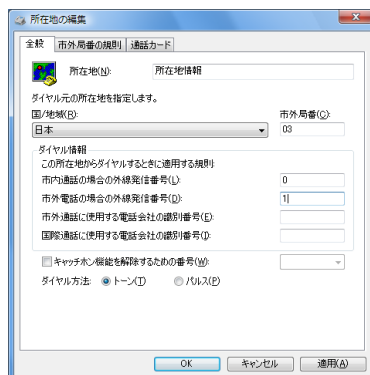 所在地の編集
全般 市外局番の規則 通話カード
所在地(N): 所在地情報
ダイヤル元の所在地を指定します。
国/地域(R): 市外局番(C):
日本 03
ダイヤル情報
この所在地からダイヤルするときに適用する規則:
市内通話の場合の外線発信番号(L): 0
市外電話の場合の外線発信番号(D): 1
市外通話に使用する電話会社の識別番号(E):
国際通話に使用する電話会社の識別番号(I):
キャッチホン機能を解除するための番号(W):
ダイヤル方法: トーン(T) パルス(P)
OK キャンセル 適用(A)